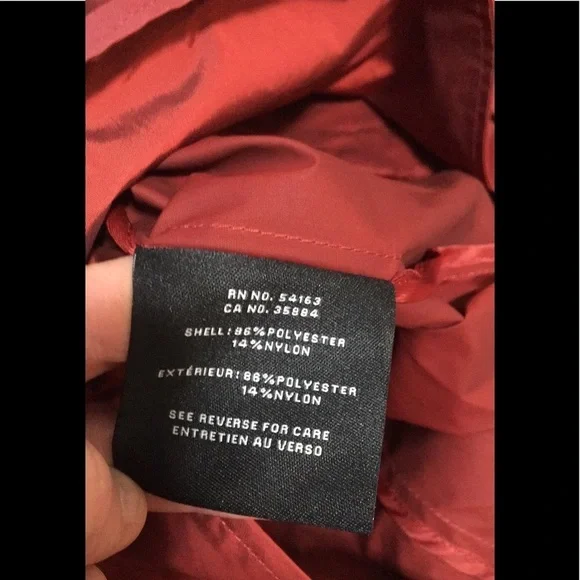 RN NO. 54163
CA NO. 35884
SHELL: 86%POLYESTER
14%NYLON
EXTÉRIEUR: 86%POLYESTER
14%NYLON
SEE REVERSE FOR CARE
ENTRETIEN AU VERSO